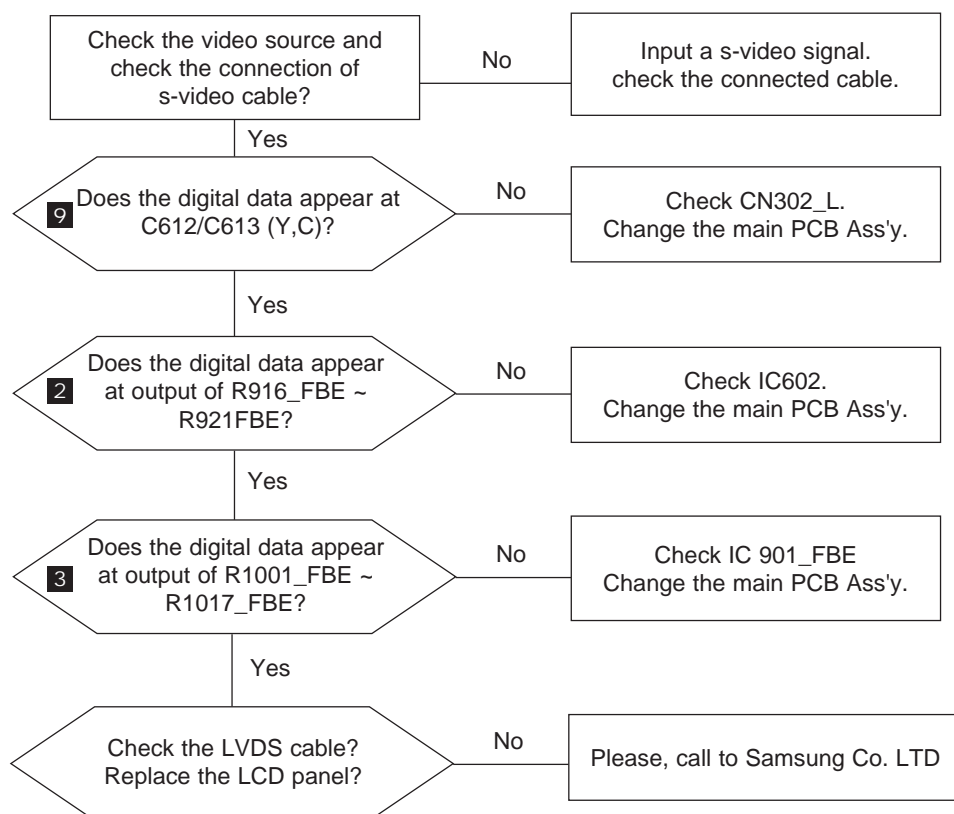 Check the video source and
check the connection of
s-video cable?
No
Input a s-video signal.
check the connected cable.
Yes
9
Does the digital data appear at
C612/C613 (Y,C)?
No
Check CN302_L.
Change the main PCB Ass'y.
Yes
2
Does the digital data appear
at output of R916_FBE ~
R921FBE?
No
Check IC602.
Change the main PCB Ass'y.
Yes
3
Does the digital data appear
at output of R1001_FBE ~
R1017_FBE?
No
Check IC 901_FBE
Change the main PCB Ass'y.
Yes
Check the LVDS cable?
Replace the LCD panel?
No
Please, call to Samsung Co. LTD